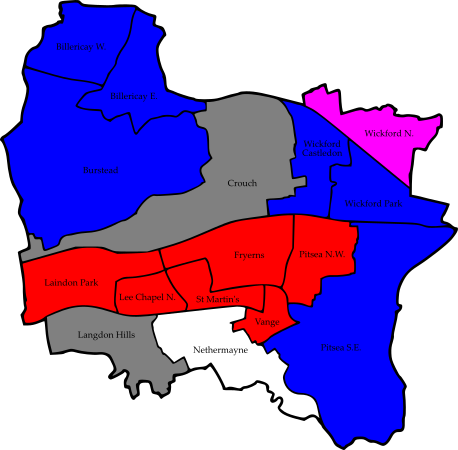 Billericay W.
Billericay E.
Wickford N.
Wickford
Castledon
Burstead
Crouch
Wickford Park
Fryerns
Pitsea N.W.
Laindon Park
Lee Chapel N.
St Martin's
Vange
Langdon Hills
Nethermayne
Pitsea S.E.